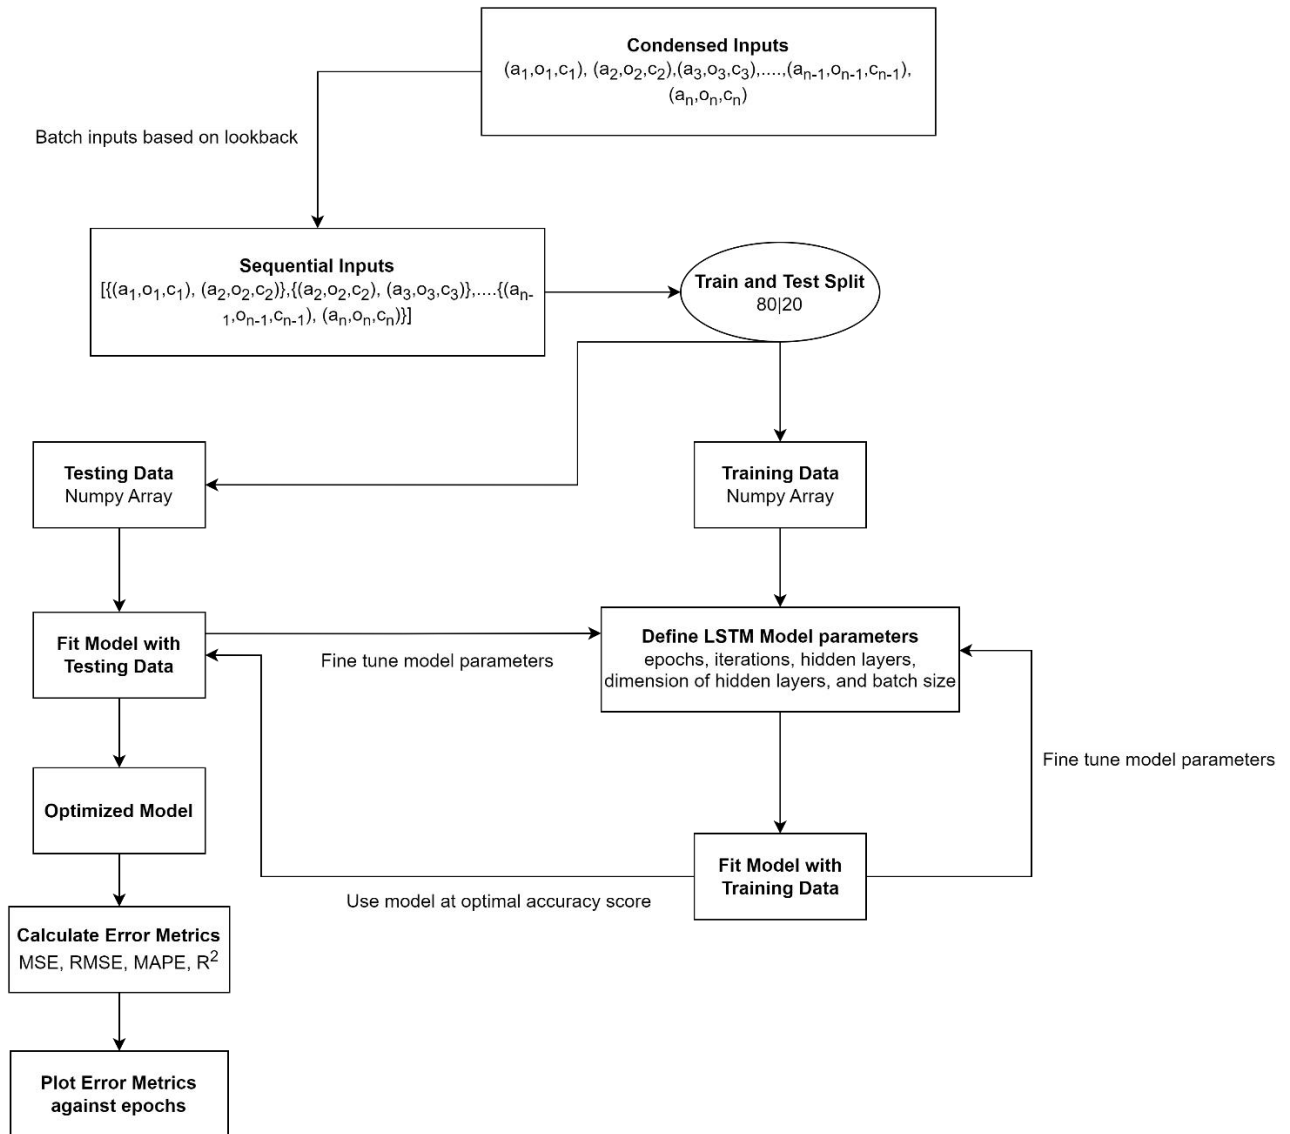 Condensed Inputs
(a1,o1,c1), (a2,o2,c2),(a3,o3,c3),....,(an-1,on-1,cn-1),
(an,on,cn)
Batch inputs based on lookback
Sequential Inputs
[{(a1,o1,c1), (a2,o2,c2)},{(a2,o2,c2), (a3,o3,c3)},....{(an-
1,on-1,cn-1), (an,on,cn)}]
Train and Test Split
80|20
Testing Data
Numpy Array
Training Data
Numpy Array
Fit Model with
Testing Data
Fine tune model parameters
Define LSTM Model parameters
epochs, iterations, hidden layers,
dimension of hidden layers, and batch size
Fine tune model parameters
Optimized Model
Fit Model with
Training Data
Use model at optimal accuracy score
Calculate Error Metrics
MSE, RMSE, MAPE, R²
Plot Error Metrics
against epochs